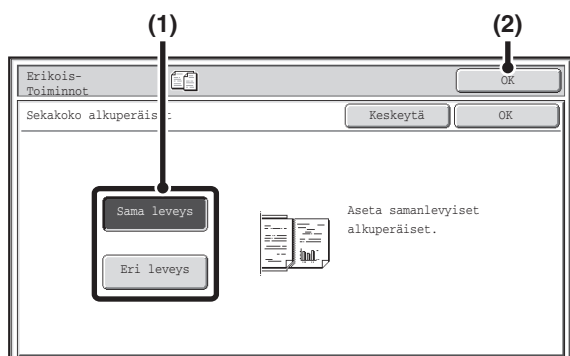 (1) (2)
Erikois-
Toiminnot
OK
Sekakoko alkuperäiset Keskeytä OK
Sama leveys
Aseta samanlevyiset
alkuperäiset.
Eri leveys